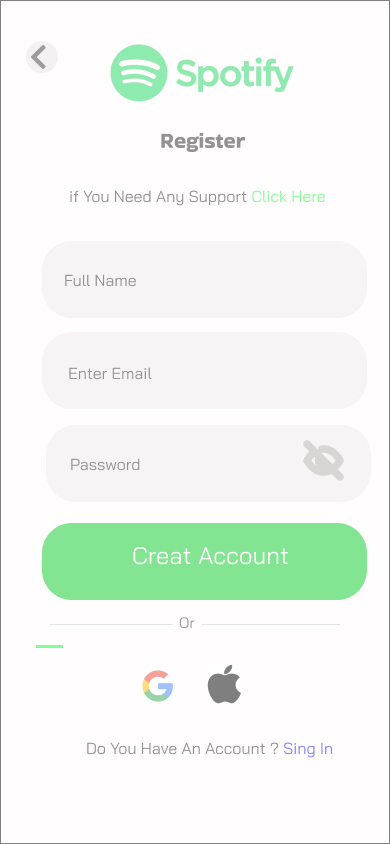 Spotify
Register
if You Need Any Support Click Here
Full Name
Enter Email
Password
Creat Account
Or
Do You Have An Account ? Sing In